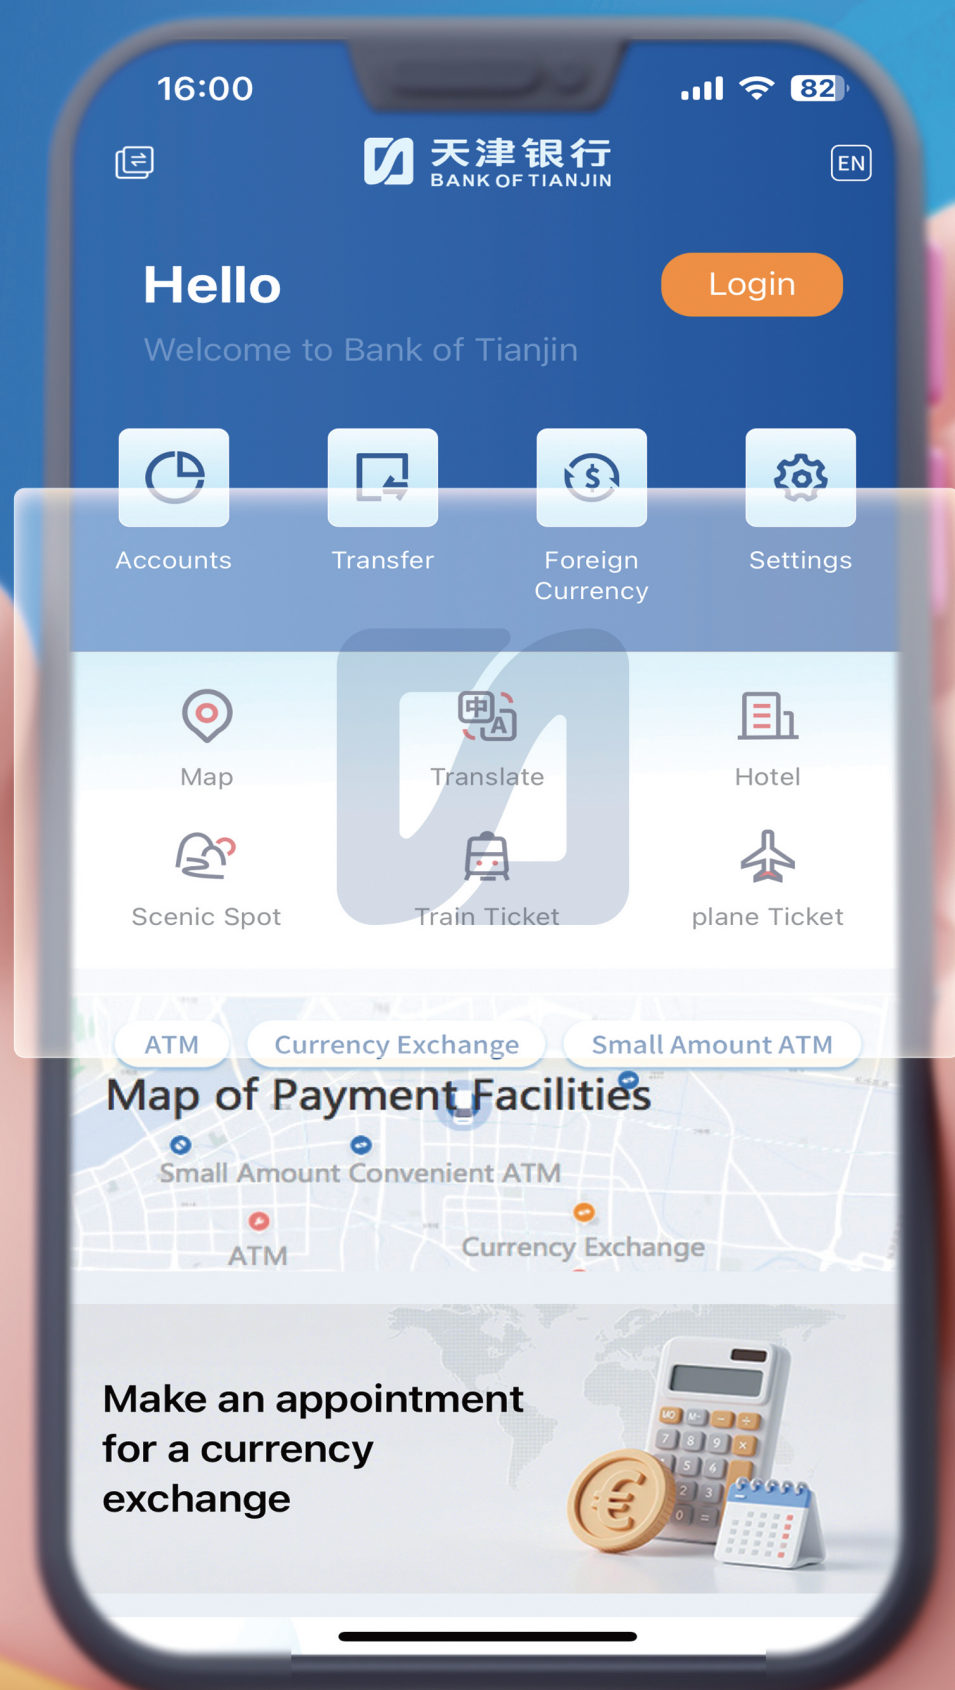 16:00
82
天津银行
BANK OF TIANJIN
EN
Hello
Login
Welcome to Bank of Tianjin
Accounts
Transfer
Foreign
Currency
Settings
中
A
Map
Translate
Hotel
Scenic Spot
Train Ticket
plane Ticket
ATM
Currency Exchange
Small Amount ATM
Map of Payment Facilities
Small Amount Convenient ATM
ATM
Currency Exchange
Make an appointment
for a currency
exchange